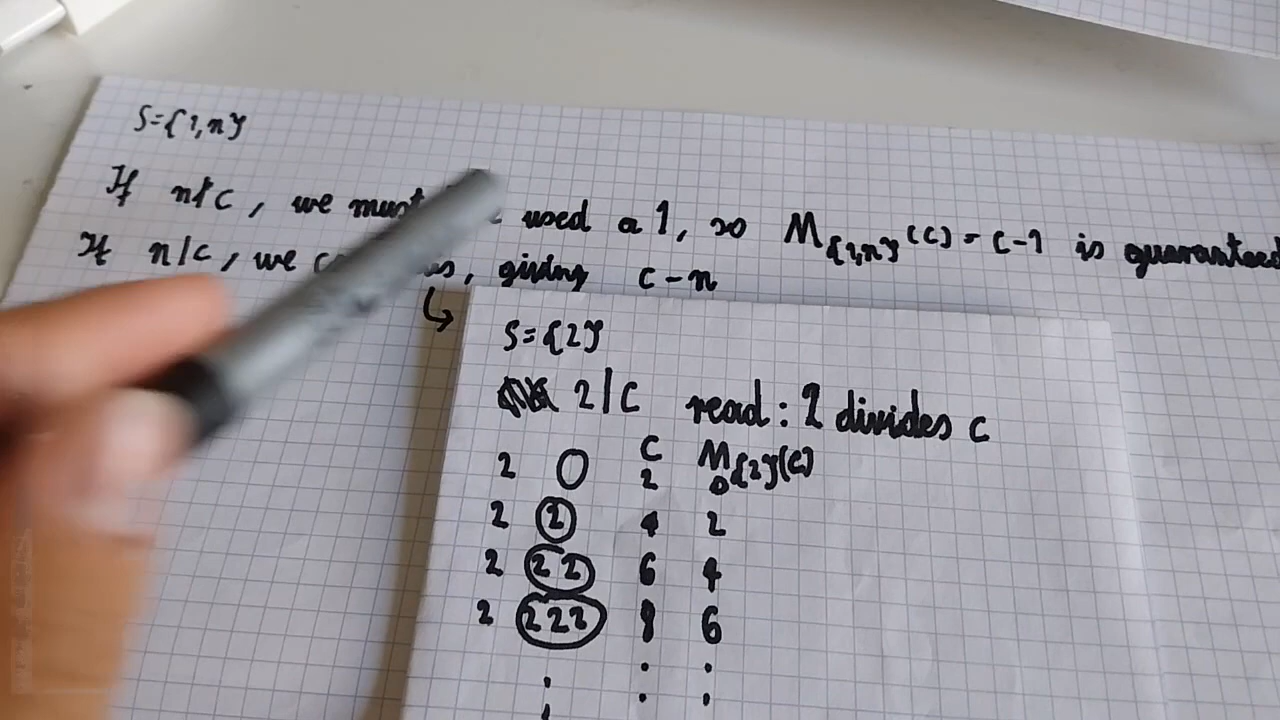 S={1,n}
If n∤c, we must used a 1, so M{1,n}(c)=c-1 is guaranteed
If n|c, we giving c-n
↳
S={2}
2|c read: 2 divides c
c M{2}(c)
2 2 0
2 2 4 2
2 2 2 6 4
2 2 2 2 8 6
: : :